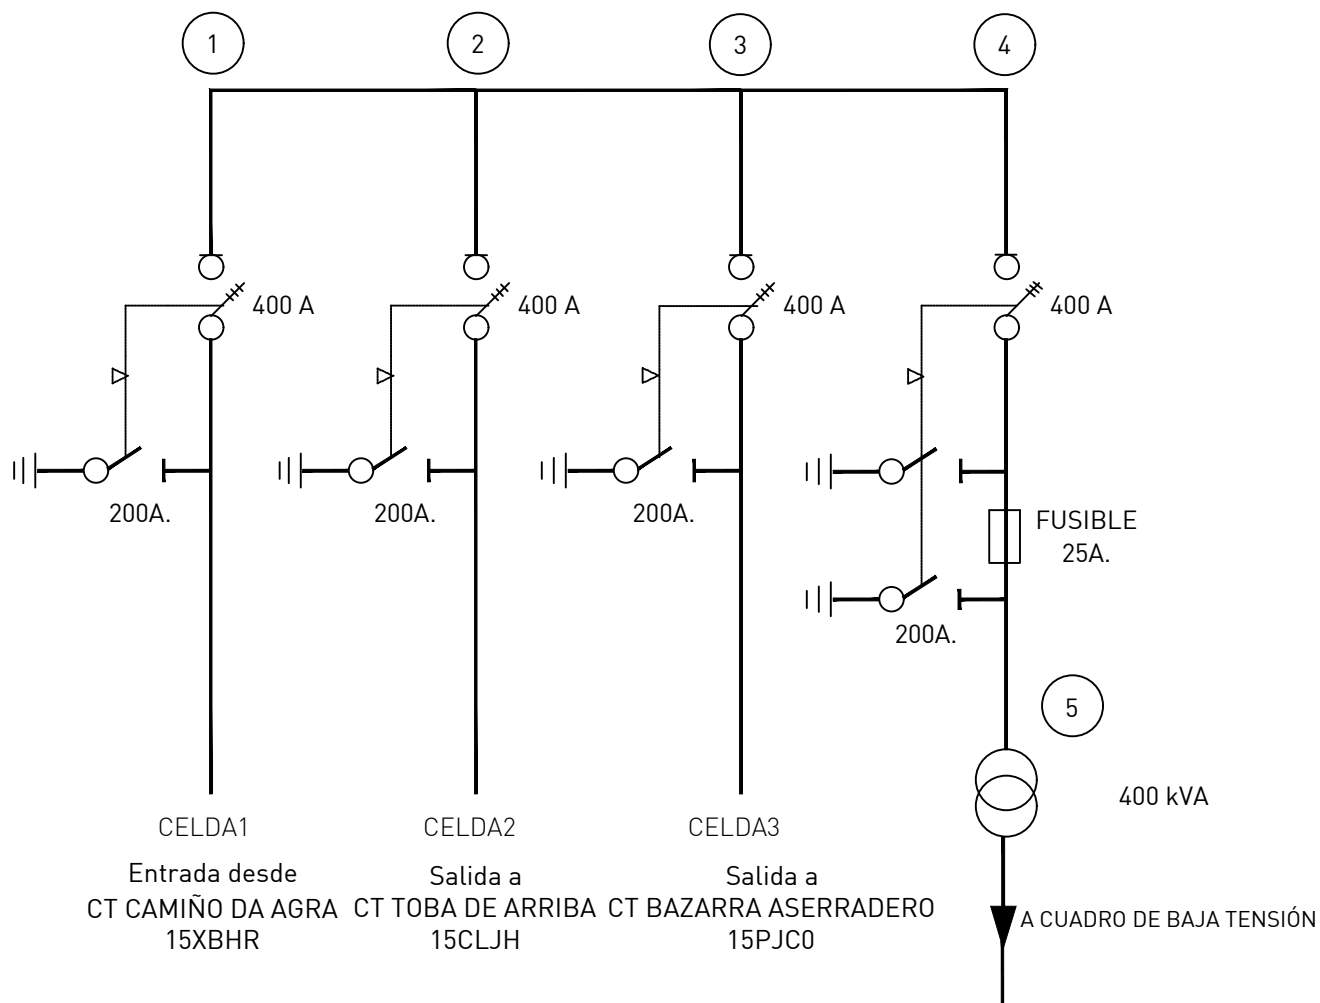 1
2
3
4
400 A
400 A
400 A
400 A
200A.
200A.
200A.
FUSIBLE
25A.
200A.
5
400 kVA
CELDA1
Entrada desde
CT CAMIÑO DA AGRA
15XBHR
CELDA2
Salida a
CT TOBA DE ARRIBA
15CLJH
CELDA3
Salida a
CT BAZARRA ASERRADERO
15PJC0
A CUADRO DE BAJA TENSIÓN